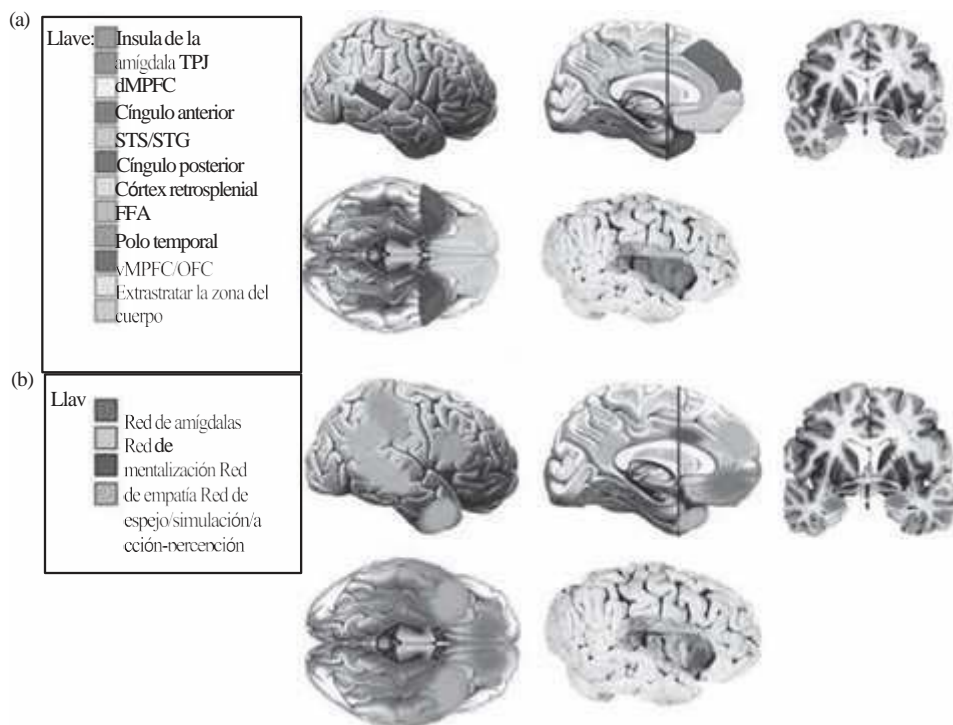 (a)
Llave: Insula de la
amígdala TPJ
dMPFC
Cíngulo anterior
STS/STG
Cíngulo posterior
Córtex retrosplenial
FFA
Polo temporal
vMPFC/OFC
Extrastratar la zona del
cuerpo
(b)
Llav
Red de amígdalas
Red de
mentalización Red
de empatía Red de
espejo/simulación/a
cción-percepción